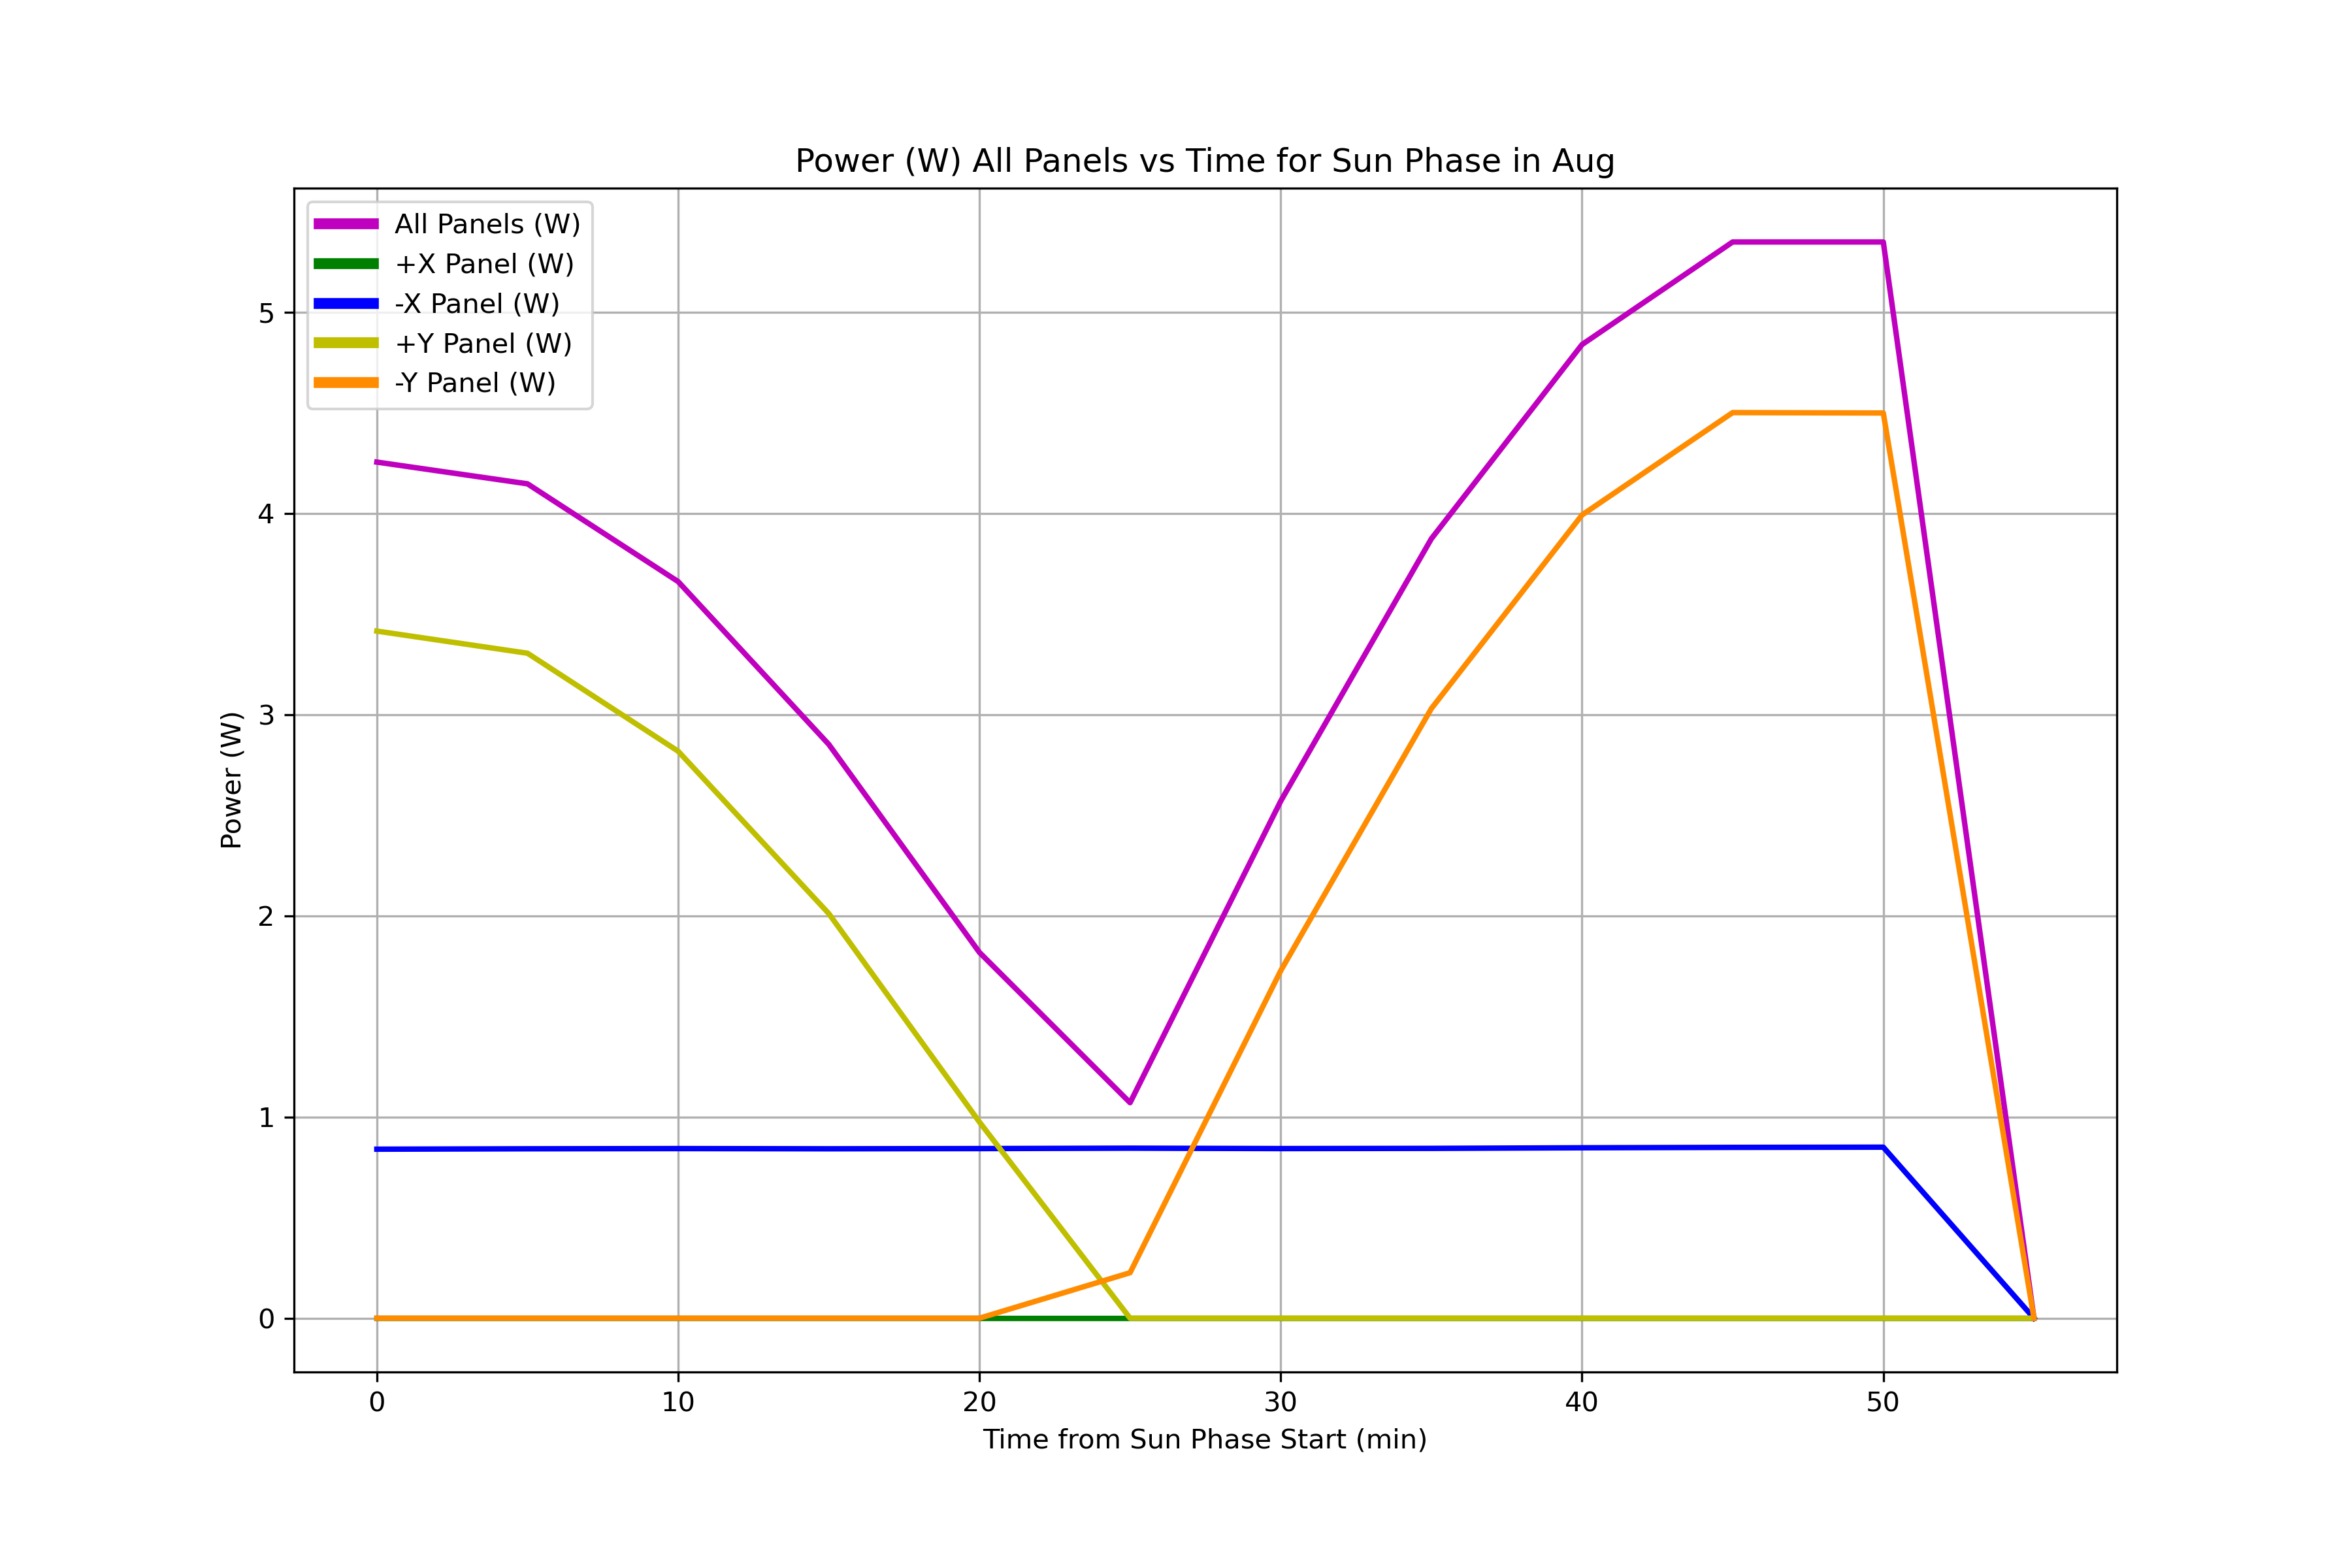 Power (W) All Panels vs Time for Sun Phase in Aug
All Panels (W)
+X Panel (W)
-X Panel (W)
+Y Panel (W)
-Y Panel (W)
Power (W)
5
4
3
2
1
0
0 10 20 30 40 50
Time from Sun Phase Start (min)